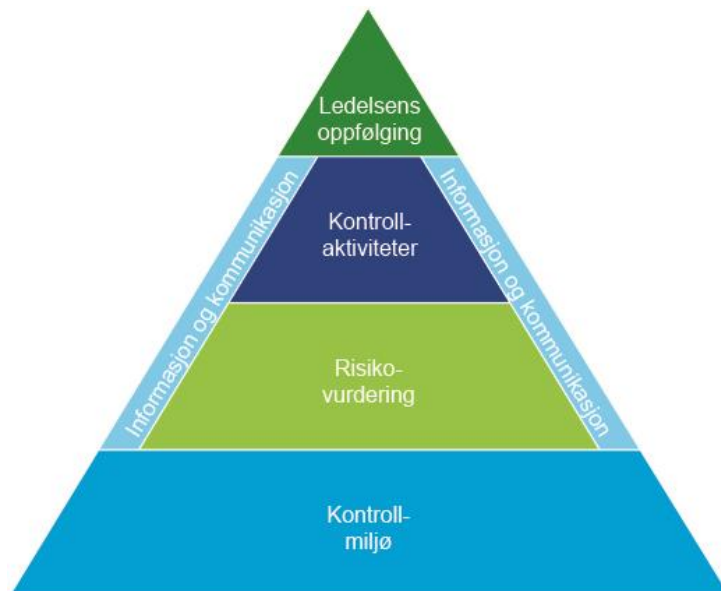 Ledelsens
oppfølging
Informasjon og kommunikasjon
Informasjon og kommunikasjon
Kontroll-
aktiviteter
Risiko-
vurdering
Kontroll-
miljø